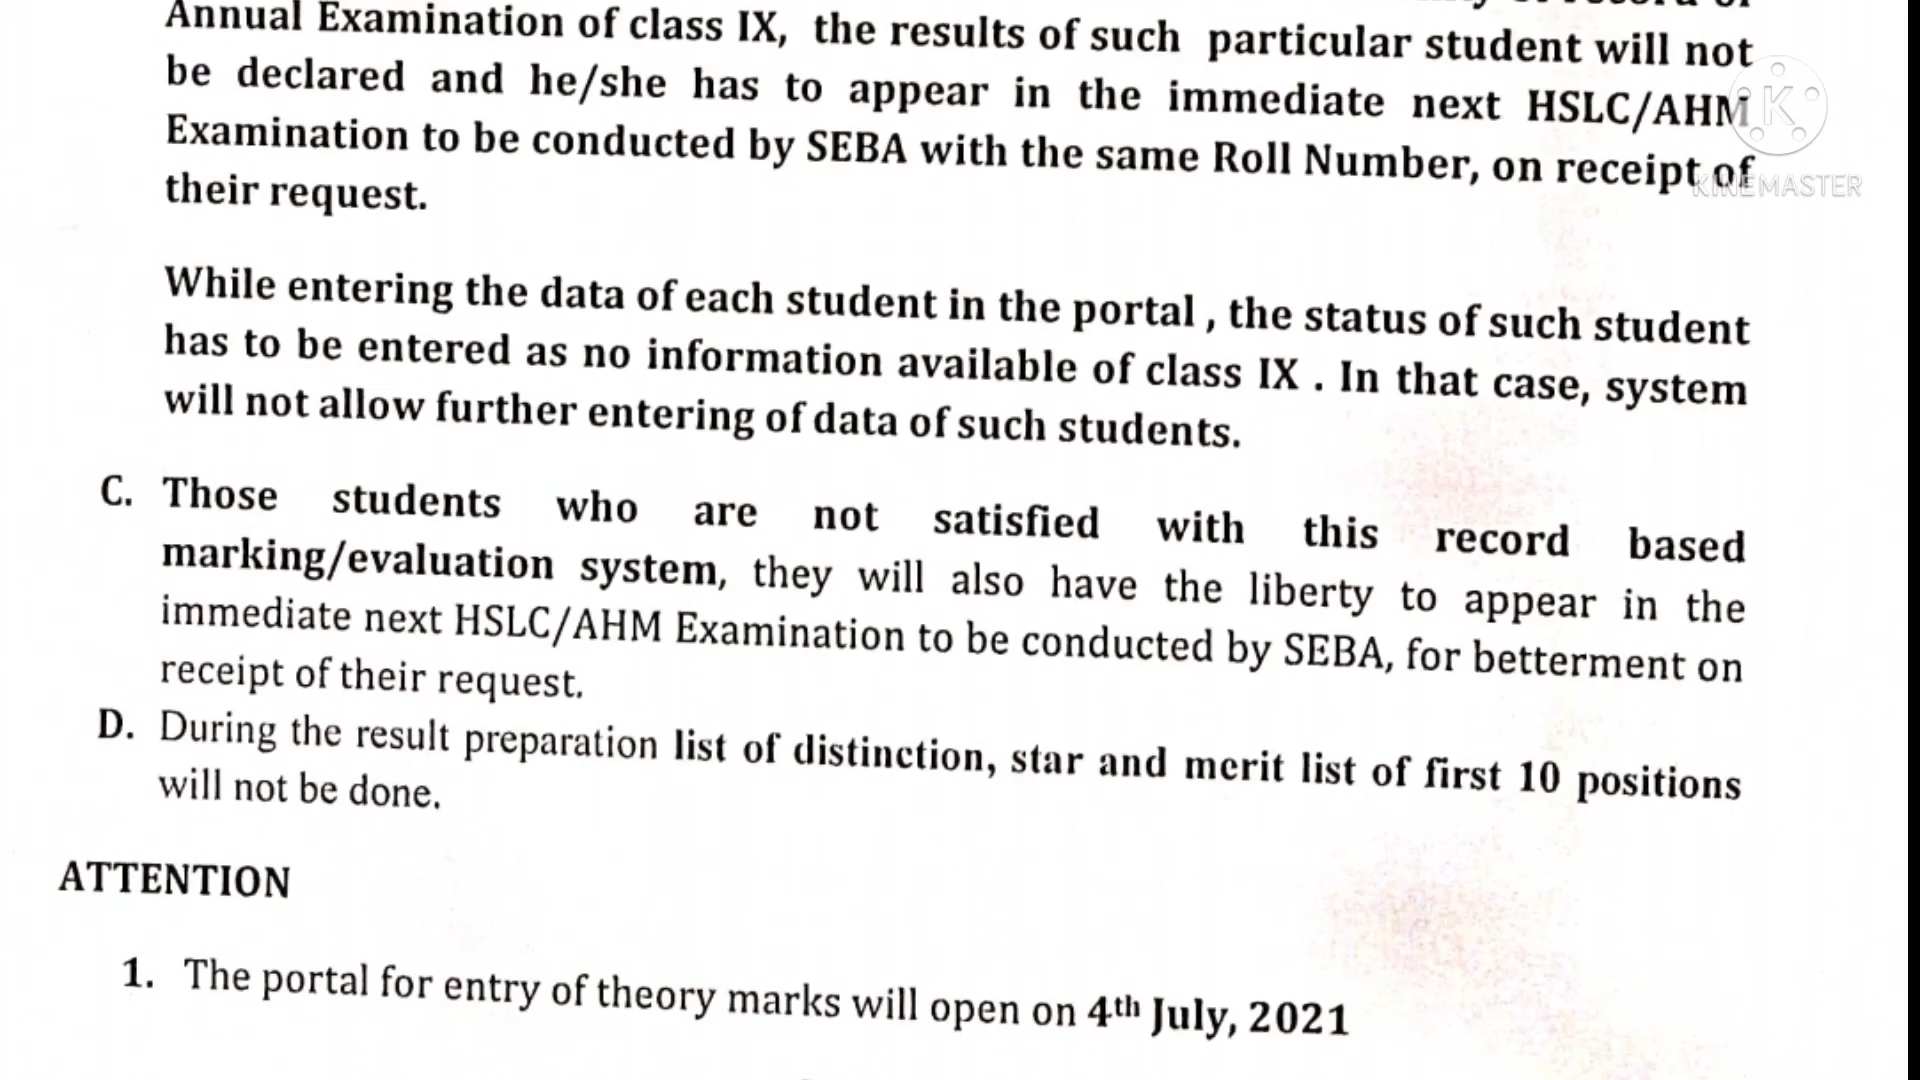 Annual Examination of class IX, the results of such particular student will not
be declared and he/she has to appear in the immediate next HSLC/AHM
Examination to be conducted by SEBA with the same Roll Number, on receipt of
their request.
While entering the data of each student in the portal , the status of such student
has to be entered as no information available of class IX . In that case, system
will not allow further entering of data of such students.
C. Those students who are not satisfied with this record based
marking/evaluation system, they will also have the liberty to appear in the
immediate next HSLC/AHM Examination to be conducted by SEBA, for betterment on
receipt of their request.
D. During the result preparation list of distinction, star and merit list of first 10 positions
will not be done.
ATTENTION
1. The portal for entry of theory marks will open on 4th July, 2021
K
KINEMASTER